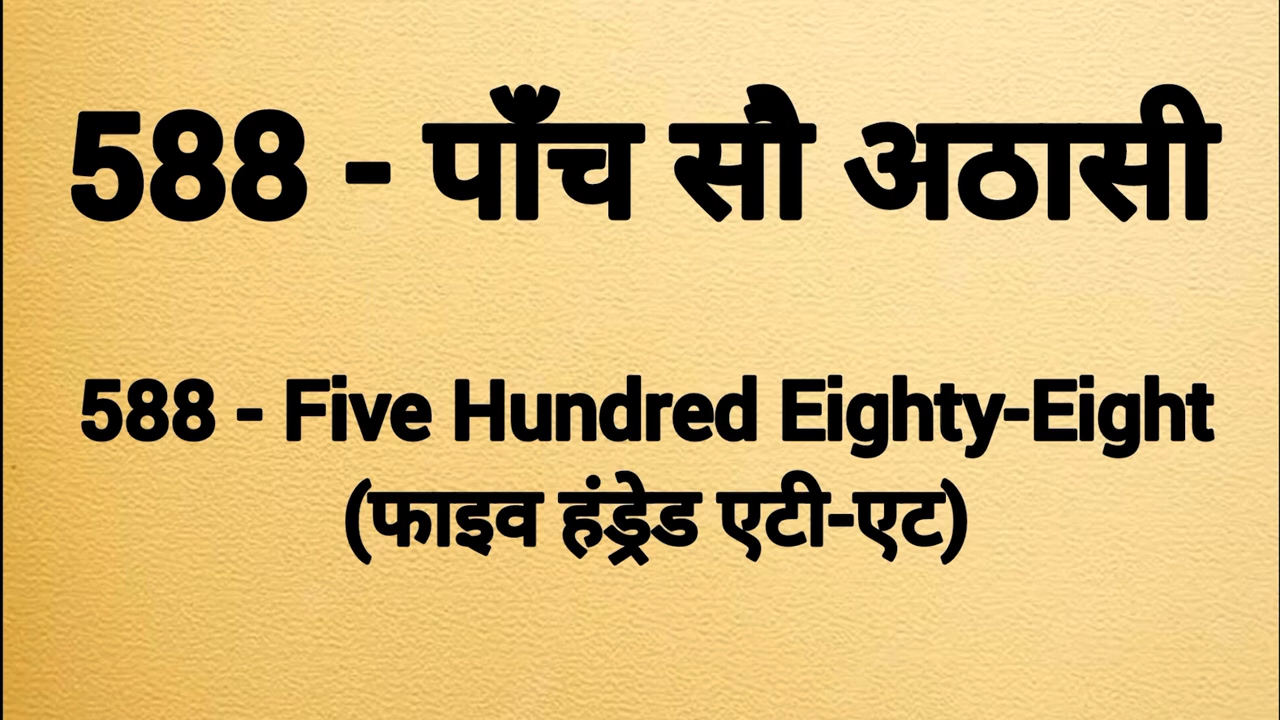 588 - पाँच सौ अठासी
588 - Five Hundred Eighty-Eight
(फाइव हंड्रेड एटी-एट)